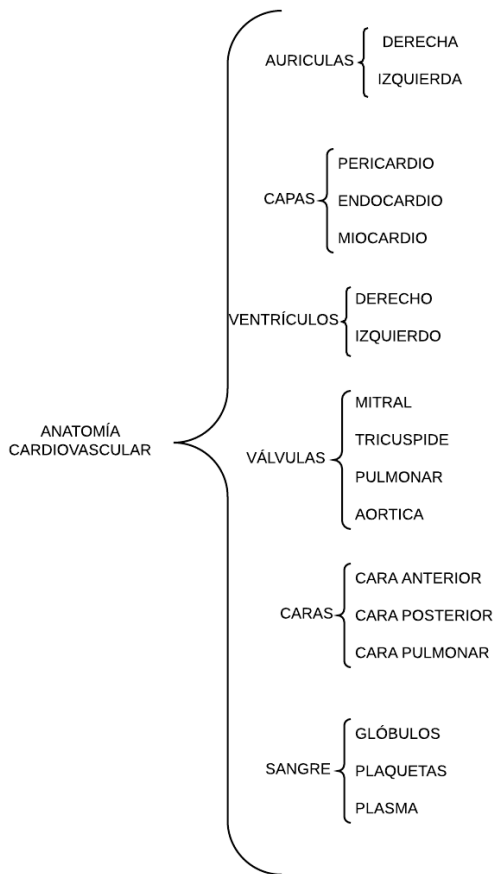 AURICULAS
DERECHA
IZQUIERDA
CAPAS
PERICARDIO
ENDOCARDIO
MIOCARDIO
VENTRÍCULOS
DERECHO
IZQUIERDO
ANATOMÍA
CARDIOVASCULAR
VÁLVULAS
MITRAL
TRICUSPIDE
PULMONAR
AORTICA
CARAS
CARA ANTERIOR
CARA POSTERIOR
CARA PULMONAR
SANGRE
GLÓBULOS
PLAQUETAS
PLASMA